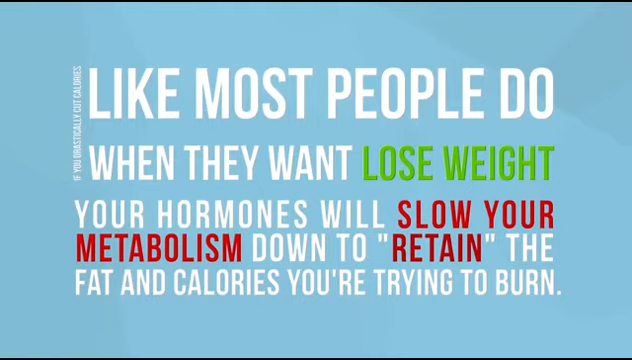 IF YOU DRASTICALLY CUT CALORIES
LIKE MOST PEOPLE DO
WHEN THEY WANT LOSE WEIGHT
YOUR HORMONES WILL SLOW YOUR
METABOLISM DOWN TO "RETAIN" THE
FAT AND CALORIES YOU'RE TRYING TO BURN.